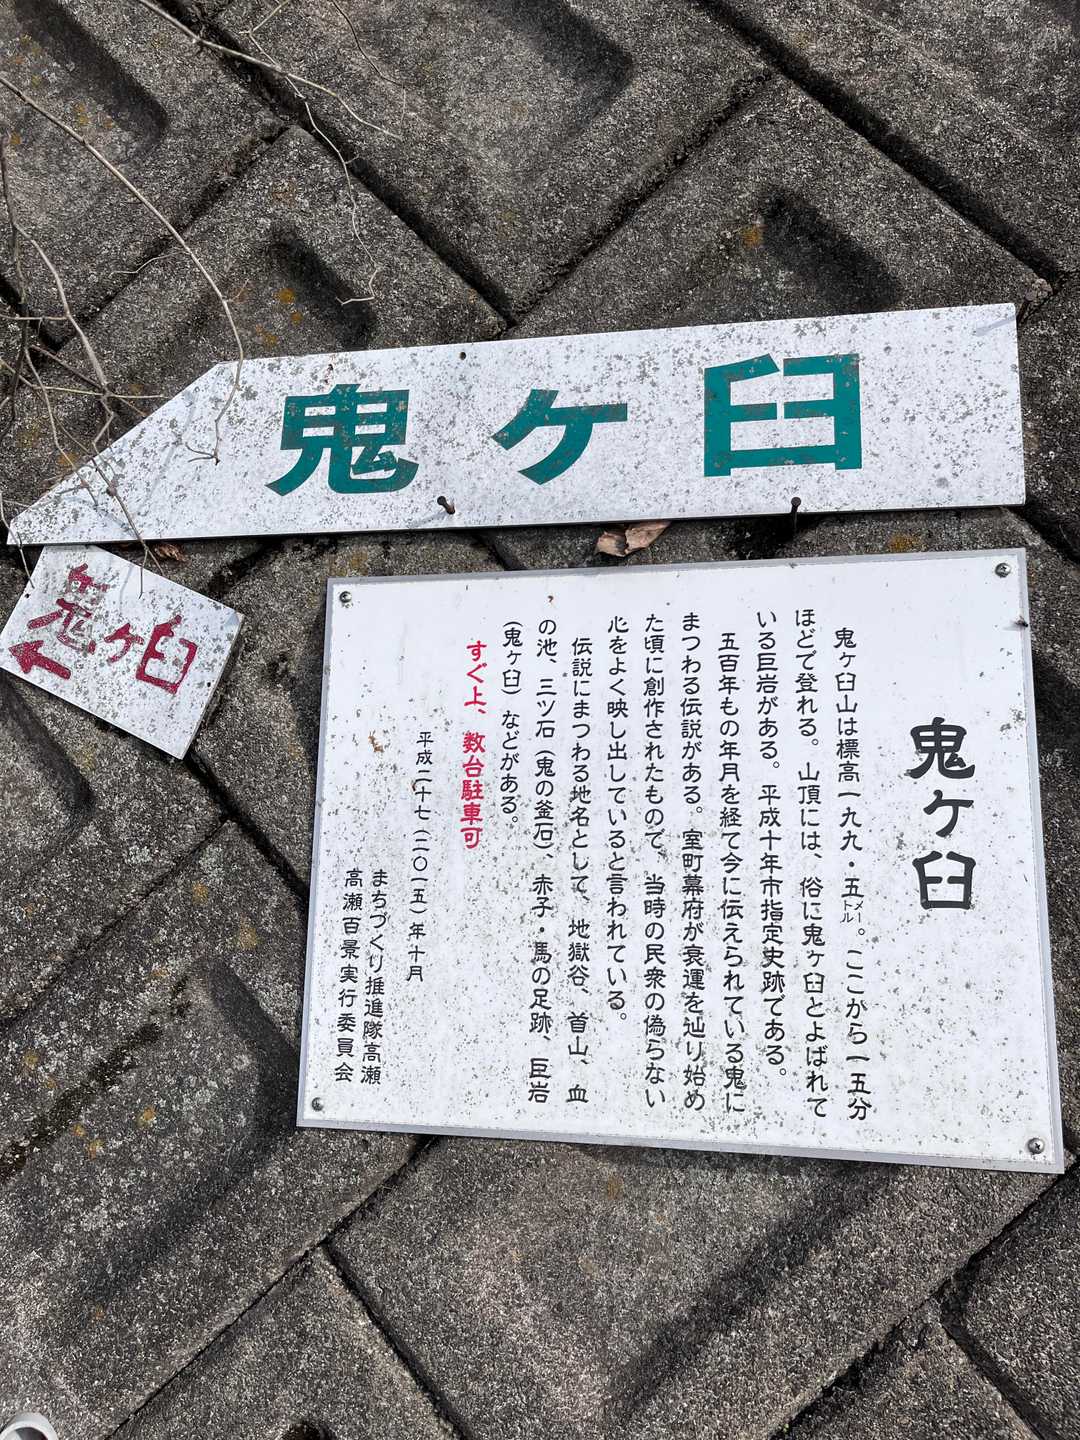 鬼ヶ臼
鬼ヶ臼
鬼ヶ臼
鬼ヶ臼山は標高一九九・五メートル。ここから一五分
ほどで登れる。山頂には、俗に鬼ヶ臼とよばれて
いる巨岩がある。平成十年市指定史跡である。
五百年もの年月を経て今に伝えられている鬼に
まつわる伝説がある。室町幕府が衰運を辿り始め
た頃に創作されたもので、当時の民衆の偽らない
心をよく映し出していると言われている。
伝説にまつわる地名として、地獄谷、首山、血
の池、三ツ石（鬼の釜石）、赤子・馬の足跡、巨岩
（鬼ヶ臼）などがある。
すぐ上、数台駐車可
平成二十七（二〇一五）年十月
まちづくり推進隊高瀬
高瀬百景実行委員会